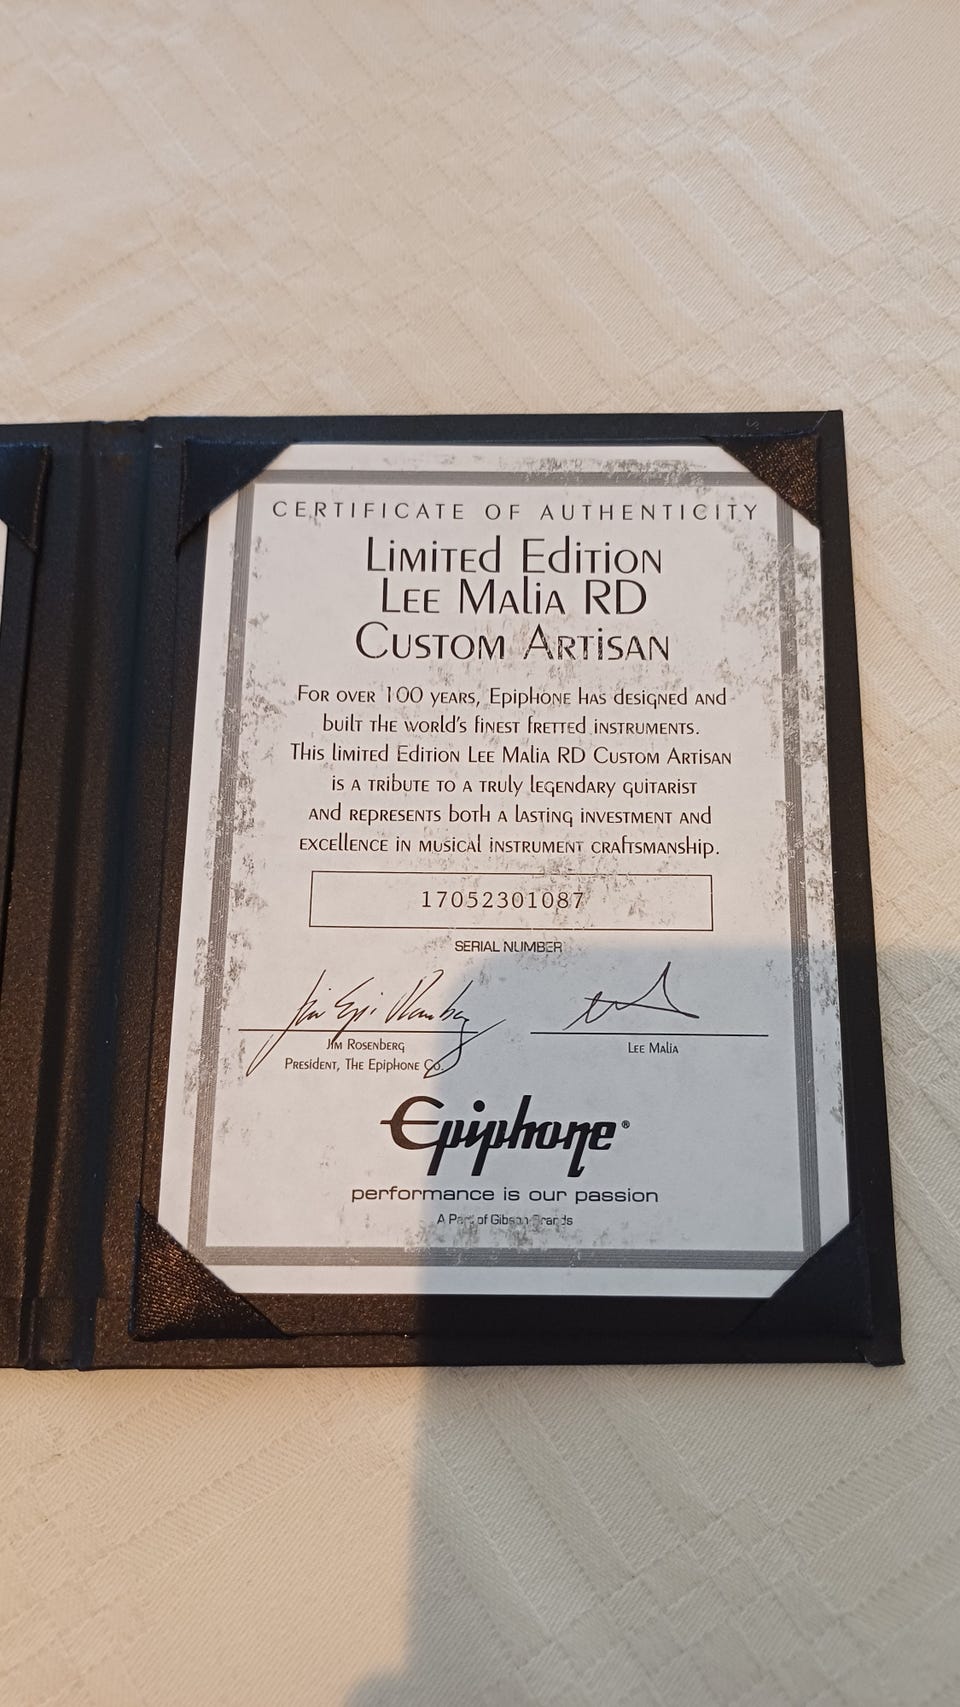 CERTIFICATE OF AUTHENTICITY
Limited Edition
Lee Malia RD
Custom Artisan
For over 100 years, Epiphone has designed and
built the world's finest fretted instruments.
This limited Edition Lee Malia RD Custom Artisan
is a tribute to a truly legendary guitarist
and represents both a lasting investment and
excellence in musical instrument craftsmanship.
17052301087
SERIAL NUMBER
Jim "Epi" Rosenberg
Jim Rosenberg
President, The Epiphone Co.
Lee Malia
Epiphone®
performance is our passion
A Part of Gibson Brands